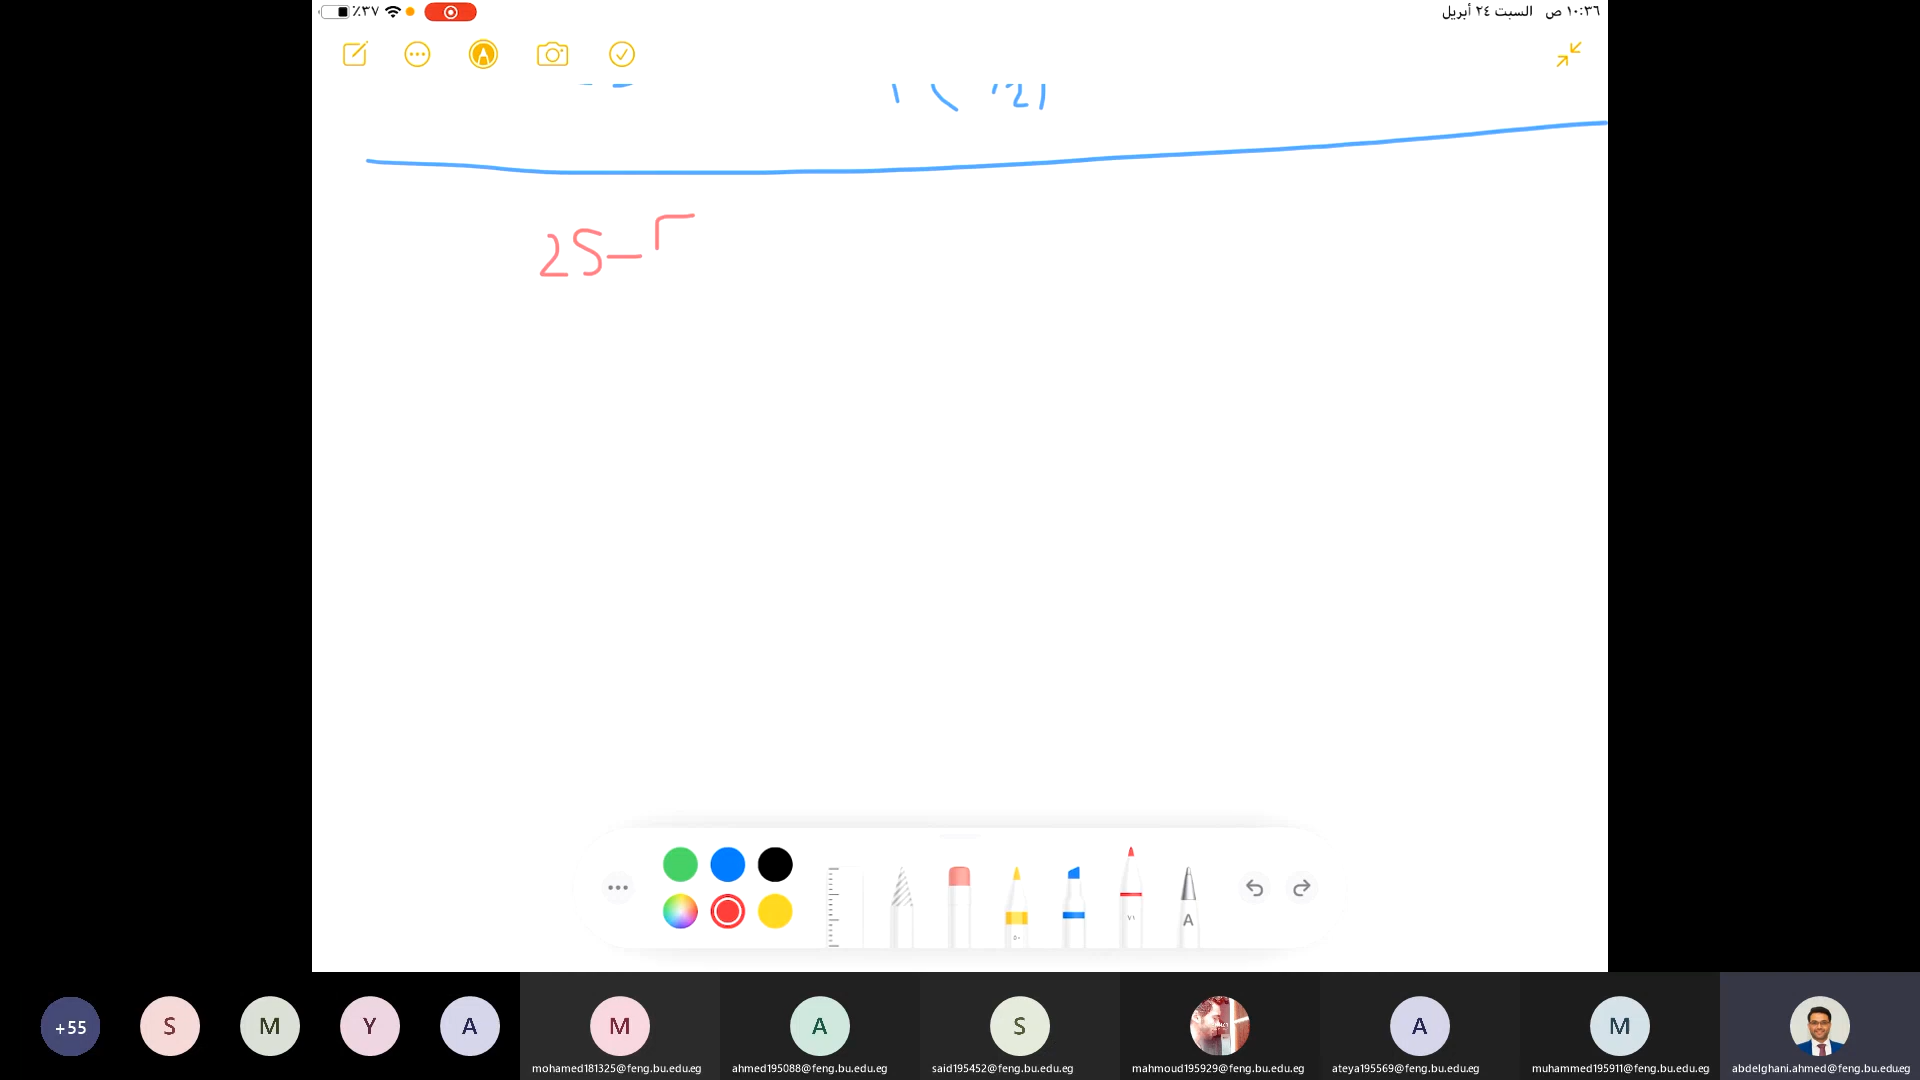 ٪٣٧
السبت ٢٤ أبريل ١٠:٣٦ ص
25-
A
+55 S M Y A M A S A M
mohamed181325@feng.bu.edu.eg ahmed195088@feng.bu.edu.eg said195452@feng.bu.edu.eg mahmoud195929@feng.bu.edu.eg ateya195569@feng.bu.edu.eg muhammed195911@feng.bu.edu.eg abdelghani.ahmed@feng.bu.edu.eg